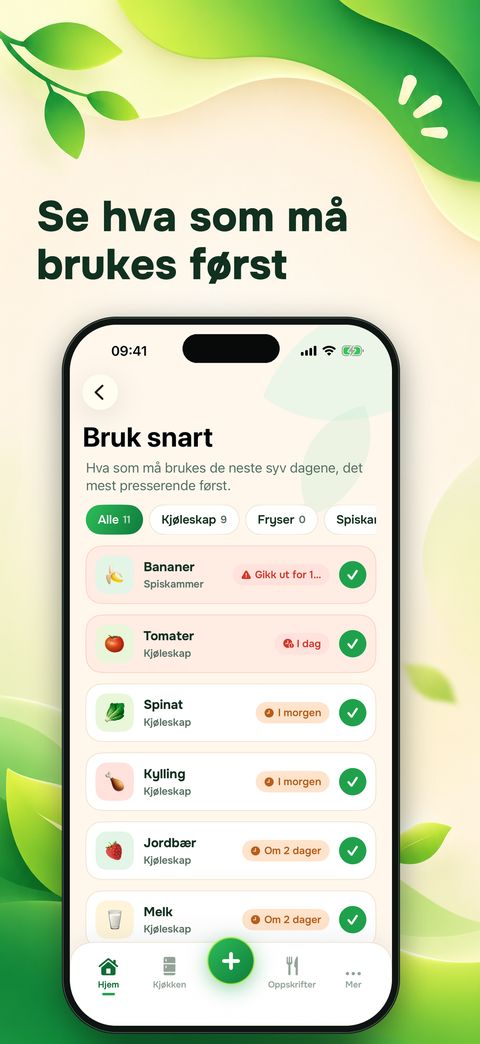 Se hva som må
brukes først
09:41
Bruk snart
Hva som må brukes de neste syv dagene, det
mest presserende først.
Alle 11 Kjøleskap 9 Fryser 0 Spiskar
Bananer
Spiskammer
Gikk ut for 1...
Tomater
Kjøleskap
I dag
Spinat
Kjøleskap
I morgen
Kylling
Kjøleskap
I morgen
Jordbær
Kjøleskap
Om 2 dager
Melk
Kjøleskap
Om 2 dager
Hjem Kjøkken Oppskrifter Mer